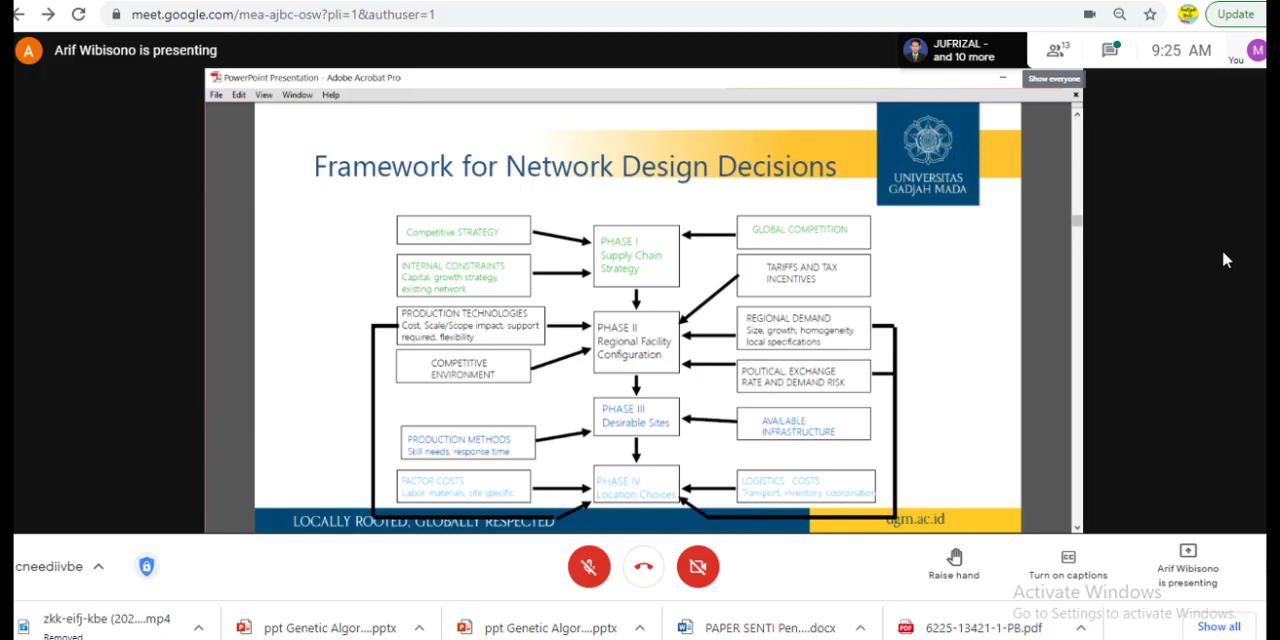 meet.google.com/mea-ajbc-osw?pli=1&authuser=1
Update
A
Arif Wibisono is presenting
JUFRIZAL -
and 10 more
13
9:25 AM
You
M
PowerPoint Presentation - Adobe Acrobat Pro
Show everyone
File Edit View Window Help
Framework for Network Design Decisions
UNIVERSITAS
GADJAH MADA
Competitive STRATEGY
INTERNAL CONSTRAINTS
Capital, growth strategy,
existing network
PRODUCTION TECHNOLOGIES
Cost, Scale/Scope impact, support
required, flexibility
COMPETITIVE
ENVIRONMENT
PRODUCTION METHODS
Skill needs, response time
FACTOR COSTS
Labor, materials, site specific
PHASE I
Supply Chain
Strategy
PHASE II
Regional Facility
Configuration
PHASE III
Desirable Sites
PHASE IV
Location Choices
GLOBAL COMPETITION
TARIFFS AND TAX
INCENTIVES
REGIONAL DEMAND
Size, growth, homogeneity,
local specifications
POLITICAL, EXCHANGE
RATE AND DEMAND RISK
AVAILABLE
INFRASTRUCTURE
LOGISTICS COSTS
Transport, inventory, coordination
LOCALLY ROOTED, GLOBALLY RESPECTED
ugm.ac.id
cneediivbe
Raise hand
Turn on captions
Arif Wibisono
is presenting
Activate Windows
Go to Settings to activate Windows.
zkk-eifj-kbe (202....mp4
Removed
ppt Genetic Algor....pptx
ppt Genetic Algor....pptx
PAPER SENTI Pen....docx
6225-13421-1-PB.pdf
Show all